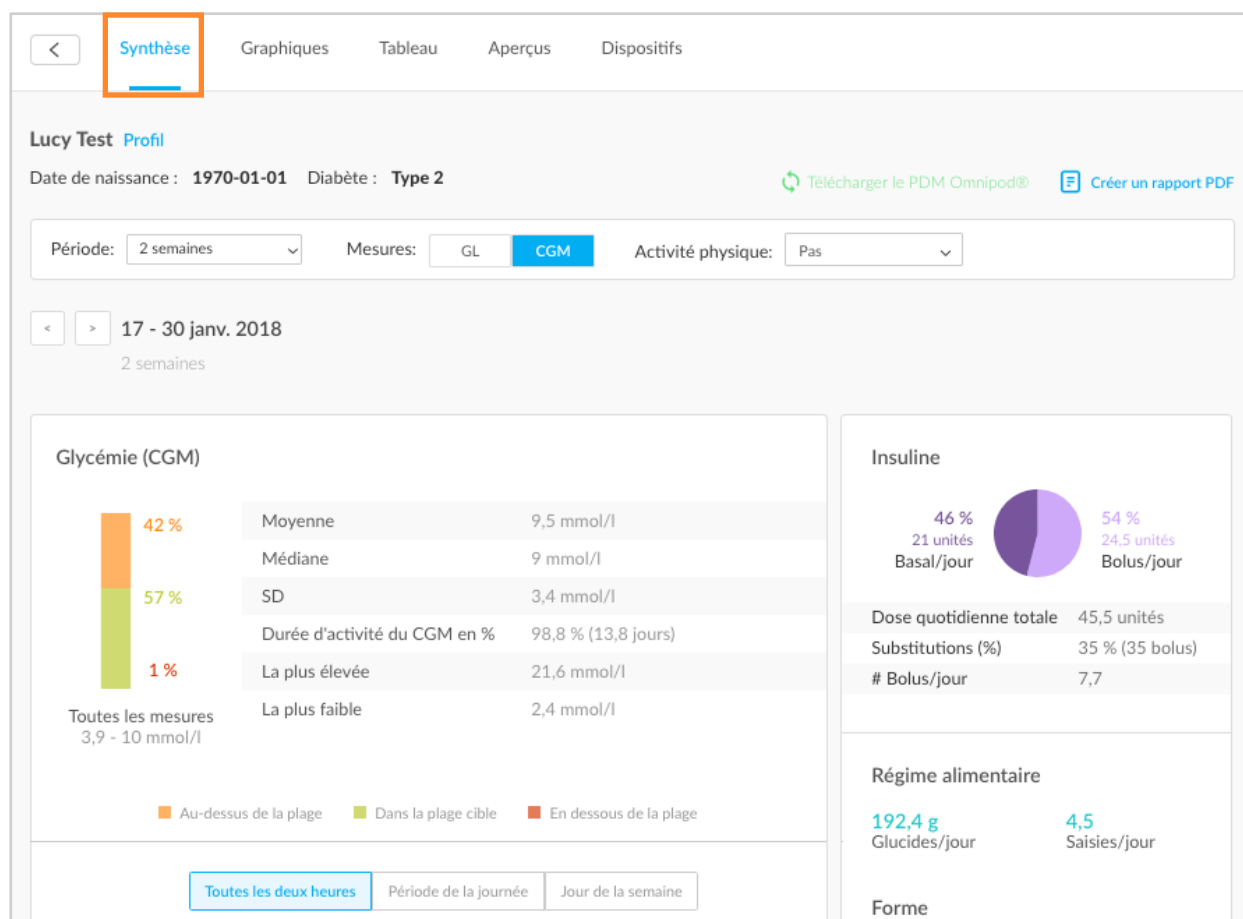 Synthèse Graphiques Tableau Aperçus Dispositifs
Lucy Test Profil
Date de naissance : 1970-01-01 Diabète : Type 2
Télécharger le PDM Omnipod® Créer un rapport PDF
Période: 2 semaines Mesures: GL CGM Activité physique: Pas
< > 17 - 30 janv. 2018
2 semaines
Glycémie (CGM)
42 %
57 %
1 %
Toutes les mesures
3,9 - 10 mmol/l
Moyenne 9,5 mmol/l
Médiane 9 mmol/l
SD 3,4 mmol/l
Durée d'activité du CGM en % 98,8 % (13,8 jours)
La plus élevée 21,6 mmol/l
La plus faible 2,4 mmol/l
Au-dessus de la plage Dans la plage cible En dessous de la plage
Toutes les deux heures Période de la journée Jour de la semaine
Insuline
46 %
21 unités
Basal/jour
54 %
24,5 unités
Bolus/jour
Dose quotidienne totale 45,5 unités
Substitutions (%) 35 % (35 bolus)
# Bolus/jour 7,7
Régime alimentaire
192,4 g 4,5
Glucides/jour Saisies/jour
Forme